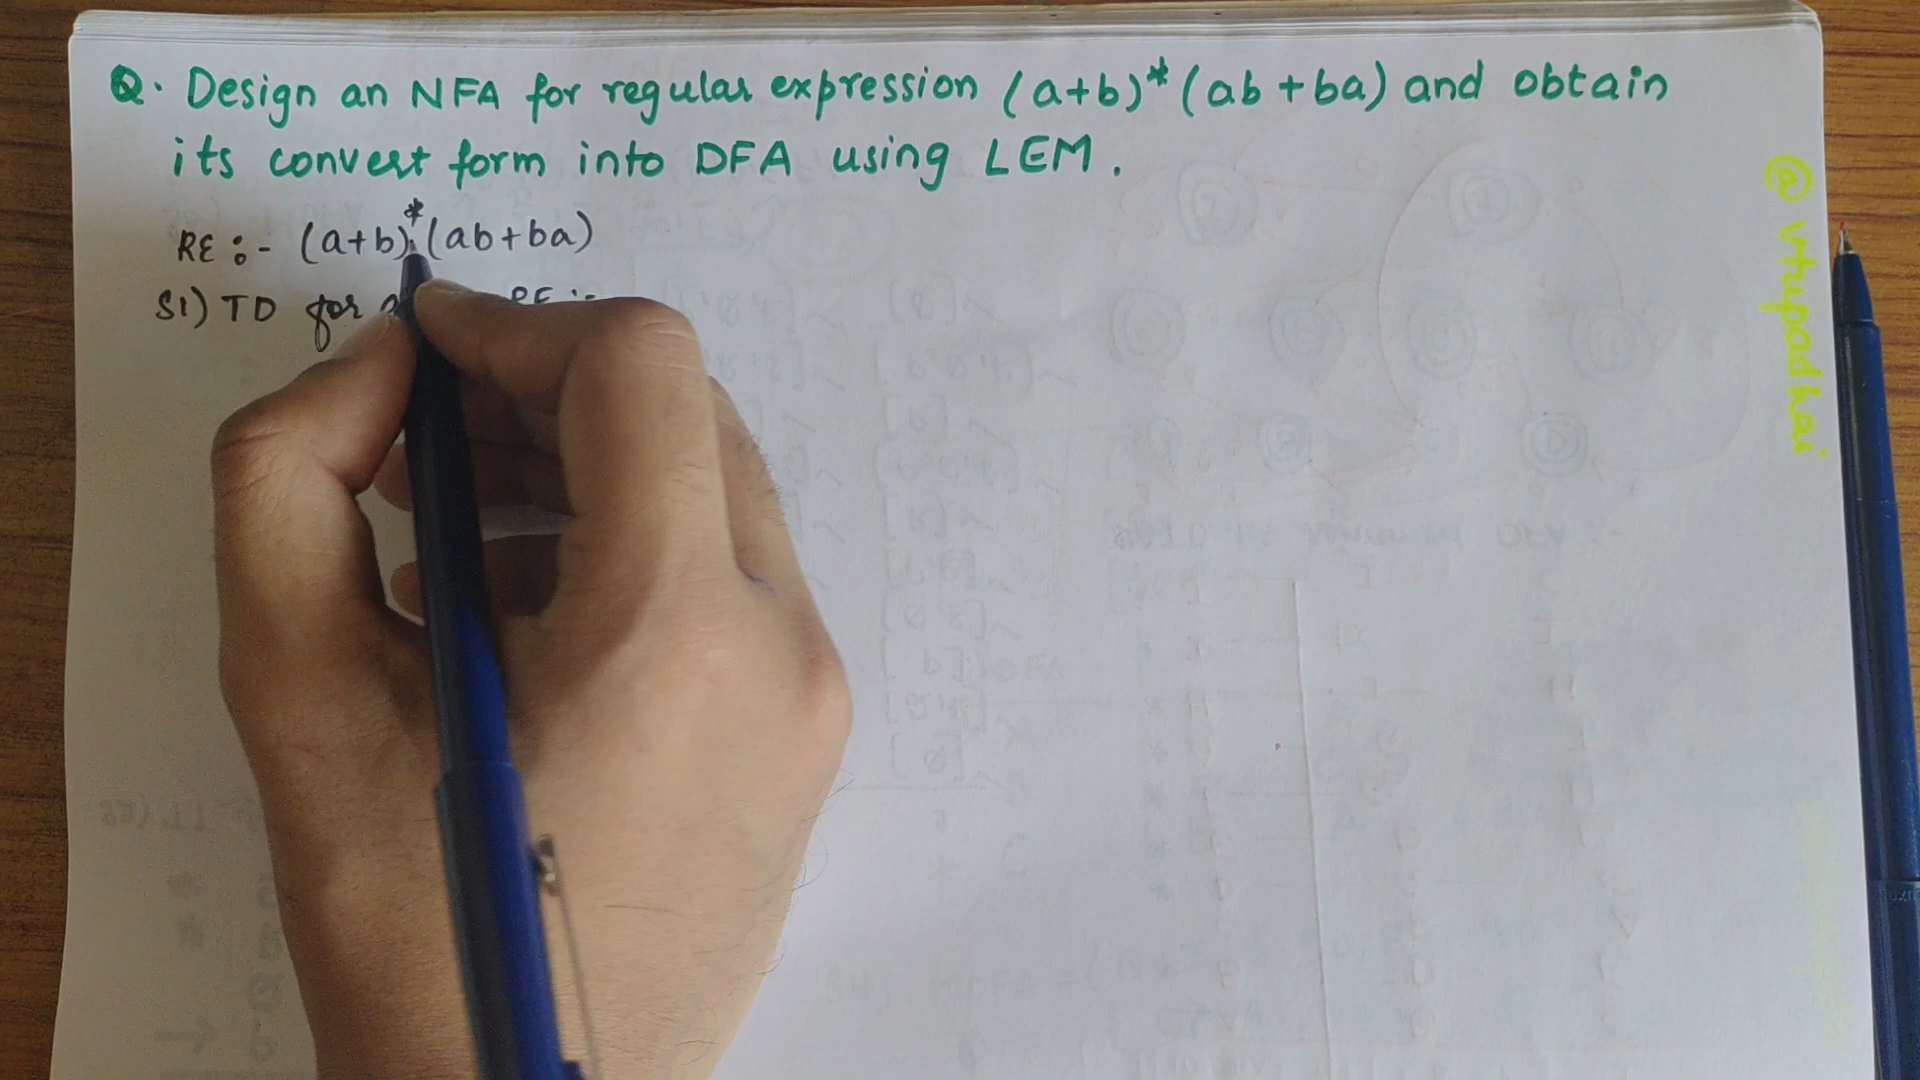 Q. Design an NFA for regular expression (a+b)*(ab+ba) and obtain
its convert form into DFA using LEM.
RE :- (a+b)*.(ab+ba)
S1) TD for RE :-
@vtupadhai